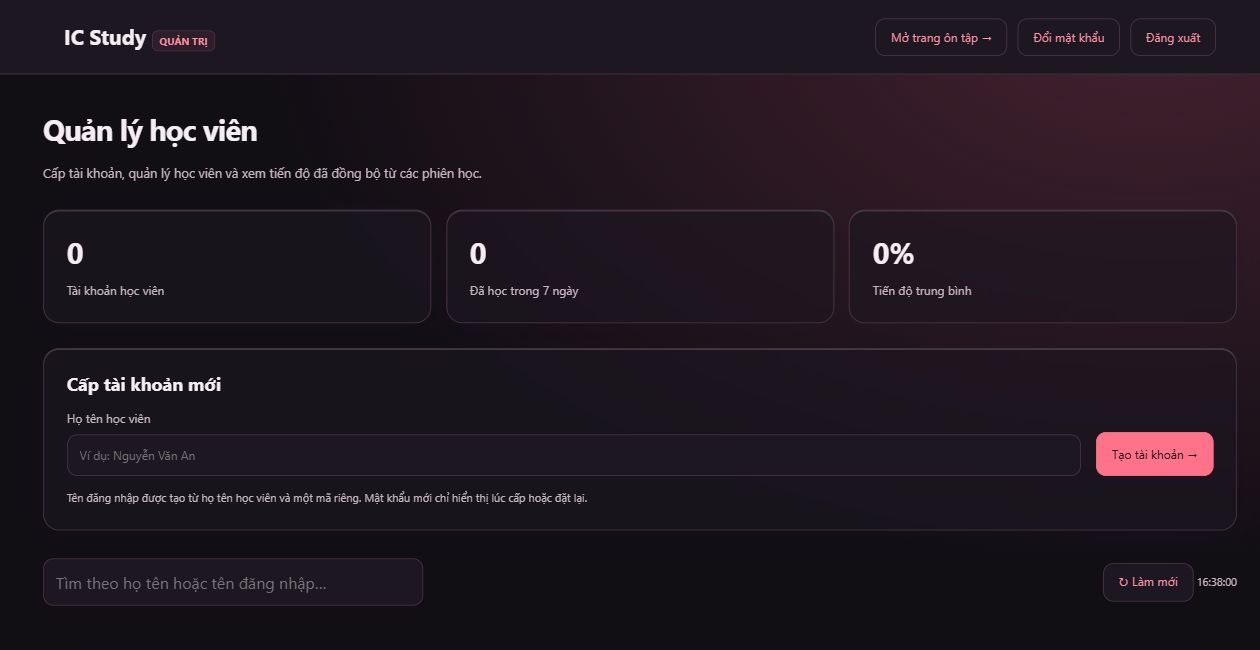 IC Study QUẢN TRỊ
Mở trang ôn tập →
Đổi mật khẩu
Đăng xuất
Quản lý học viên
Cấp tài khoản, quản lý học viên và xem tiến độ đã đồng bộ từ các phiên học.
0
Tài khoản học viên
0
Đã học trong 7 ngày
0%
Tiến độ trung bình
Cấp tài khoản mới
Họ tên học viên
Ví dụ: Nguyễn Văn An
Tạo tài khoản →
Tên đăng nhập được tạo từ họ tên học viên và một mã riêng. Mật khẩu mới chỉ hiển thị lúc cấp hoặc đặt lại.
Tìm theo họ tên hoặc tên đăng nhập...
↻ Làm mới
16:38:00